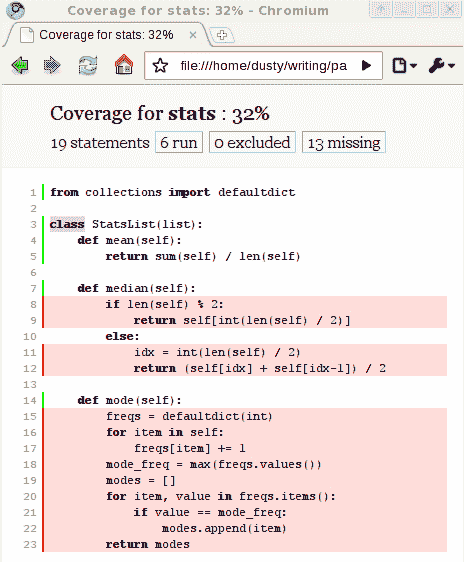 Coverage for stats: 32% - Chromium
Coverage for stats: 32%
file:///home/dusty/writing/pa
Coverage for stats : 32%
19 statements 6 run 0 excluded 13 missing
1 from collections import defaultdict
2
3 class StatsList(list):
4 def mean(self):
5 return sum(self) / len(self)
6
7 def median(self):
8 if len(self) % 2:
9 return self[int(len(self) / 2)]
10 else:
11 idx = int(len(self) / 2)
12 return (self[idx] + self[idx-1]) / 2
13
14 def mode(self):
15 freqs = defaultdict(int)
16 for item in self:
17 freqs[item] += 1
18 mode_freq = max(freqs.values())
19 modes = []
20 for item, value in freqs.items():
21 if value == mode_freq:
22 modes.append(item)
23 return modes